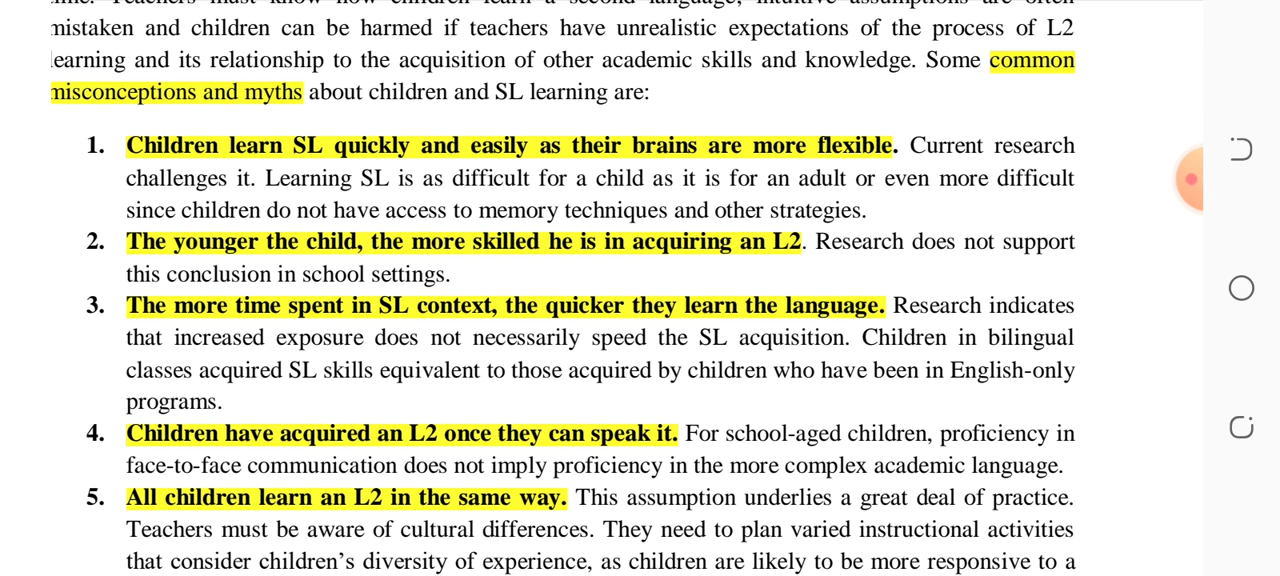 mistaken and children can be harmed if teachers have unrealistic expectations of the process of L2
learning and its relationship to the acquisition of other academic skills and knowledge. Some common
misconceptions and myths about children and SL learning are:
1. Children learn SL quickly and easily as their brains are more flexible. Current research
challenges it. Learning SL is as difficult for a child as it is for an adult or even more difficult
since children do not have access to memory techniques and other strategies.
2. The younger the child, the more skilled he is in acquiring an L2. Research does not support
this conclusion in school settings.
3. The more time spent in SL context, the quicker they learn the language. Research indicates
that increased exposure does not necessarily speed the SL acquisition. Children in bilingual
classes acquired SL skills equivalent to those acquired by children who have been in English-only
programs.
4. Children have acquired an L2 once they can speak it. For school-aged children, proficiency in
face-to-face communication does not imply proficiency in the more complex academic language.
5. All children learn an L2 in the same way. This assumption underlies a great deal of practice.
Teachers must be aware of cultural differences. They need to plan varied instructional activities
that consider children’s diversity of experience, as children are likely to be more responsive to a